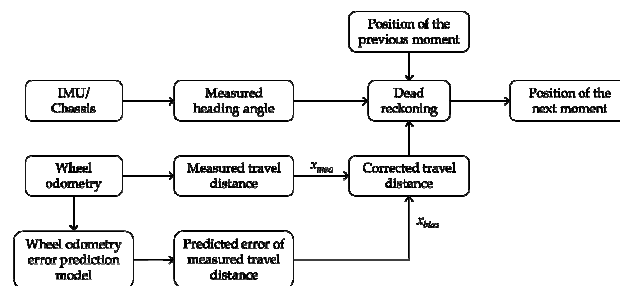 Position of the
previous moment
IMU/
Chassis
Measured
heading angle
Dead
reckoning
Position of the
next moment
Wheel
odometry
Measured travel
distance
x_mea
Corrected travel
distance
x_bias
Wheel odometry
error prediction
model
Predicted error of
measured travel
distance